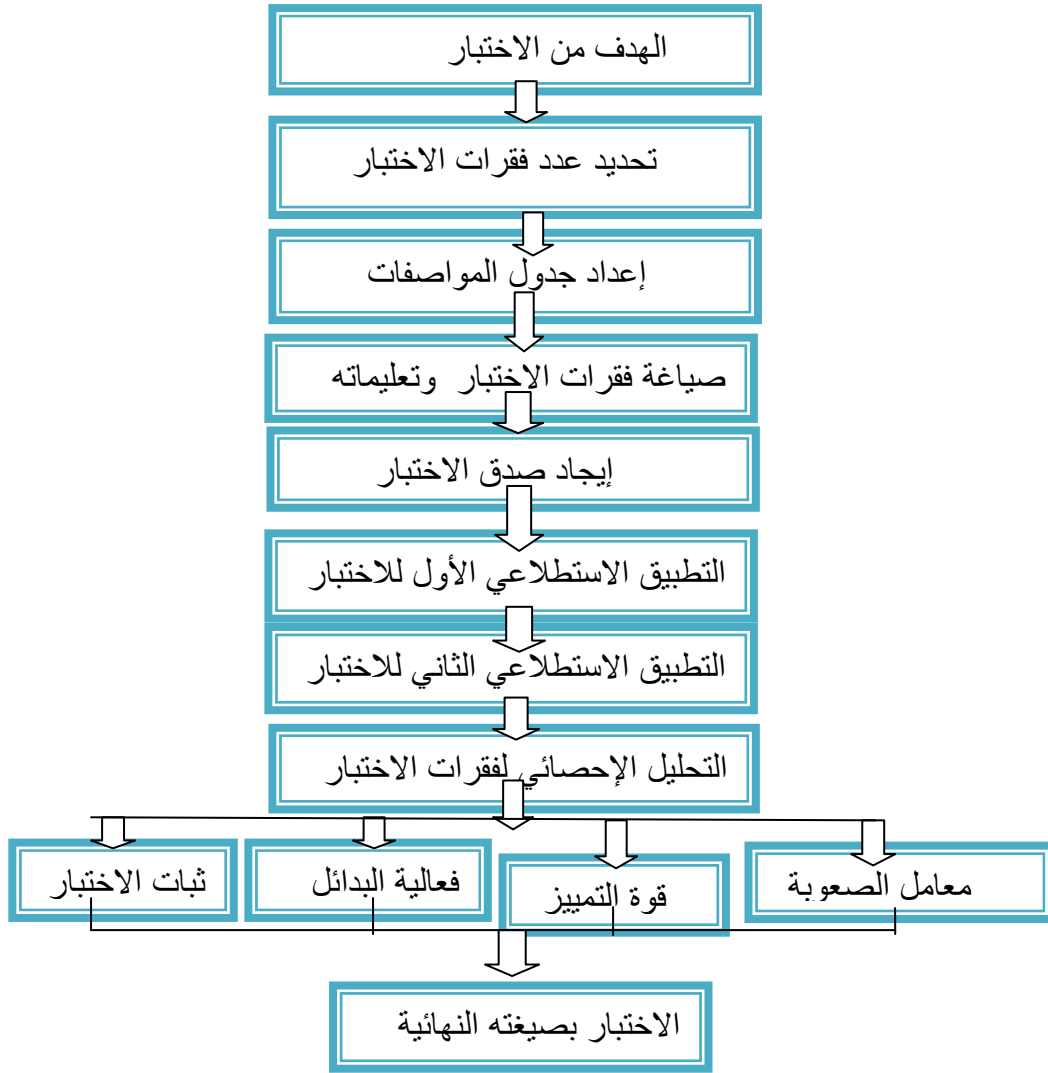 الهدف من الاختبار
تحديد عدد فقرات الاختبار
إعداد جدول المواصفات
صياغة فقرات الاختبار وتعليماته
إيجاد صدق الاختبار
التطبيق الاستطلاعي الأول للاختبار
التطبيق الاستطلاعي الثاني للاختبار
التحليل الإحصائي لفقرات الاختبار
معامل الصعوبة
قوة التمييز
فعالية البدائل
ثبات الاختبار
الاختبار بصيغته النهائية